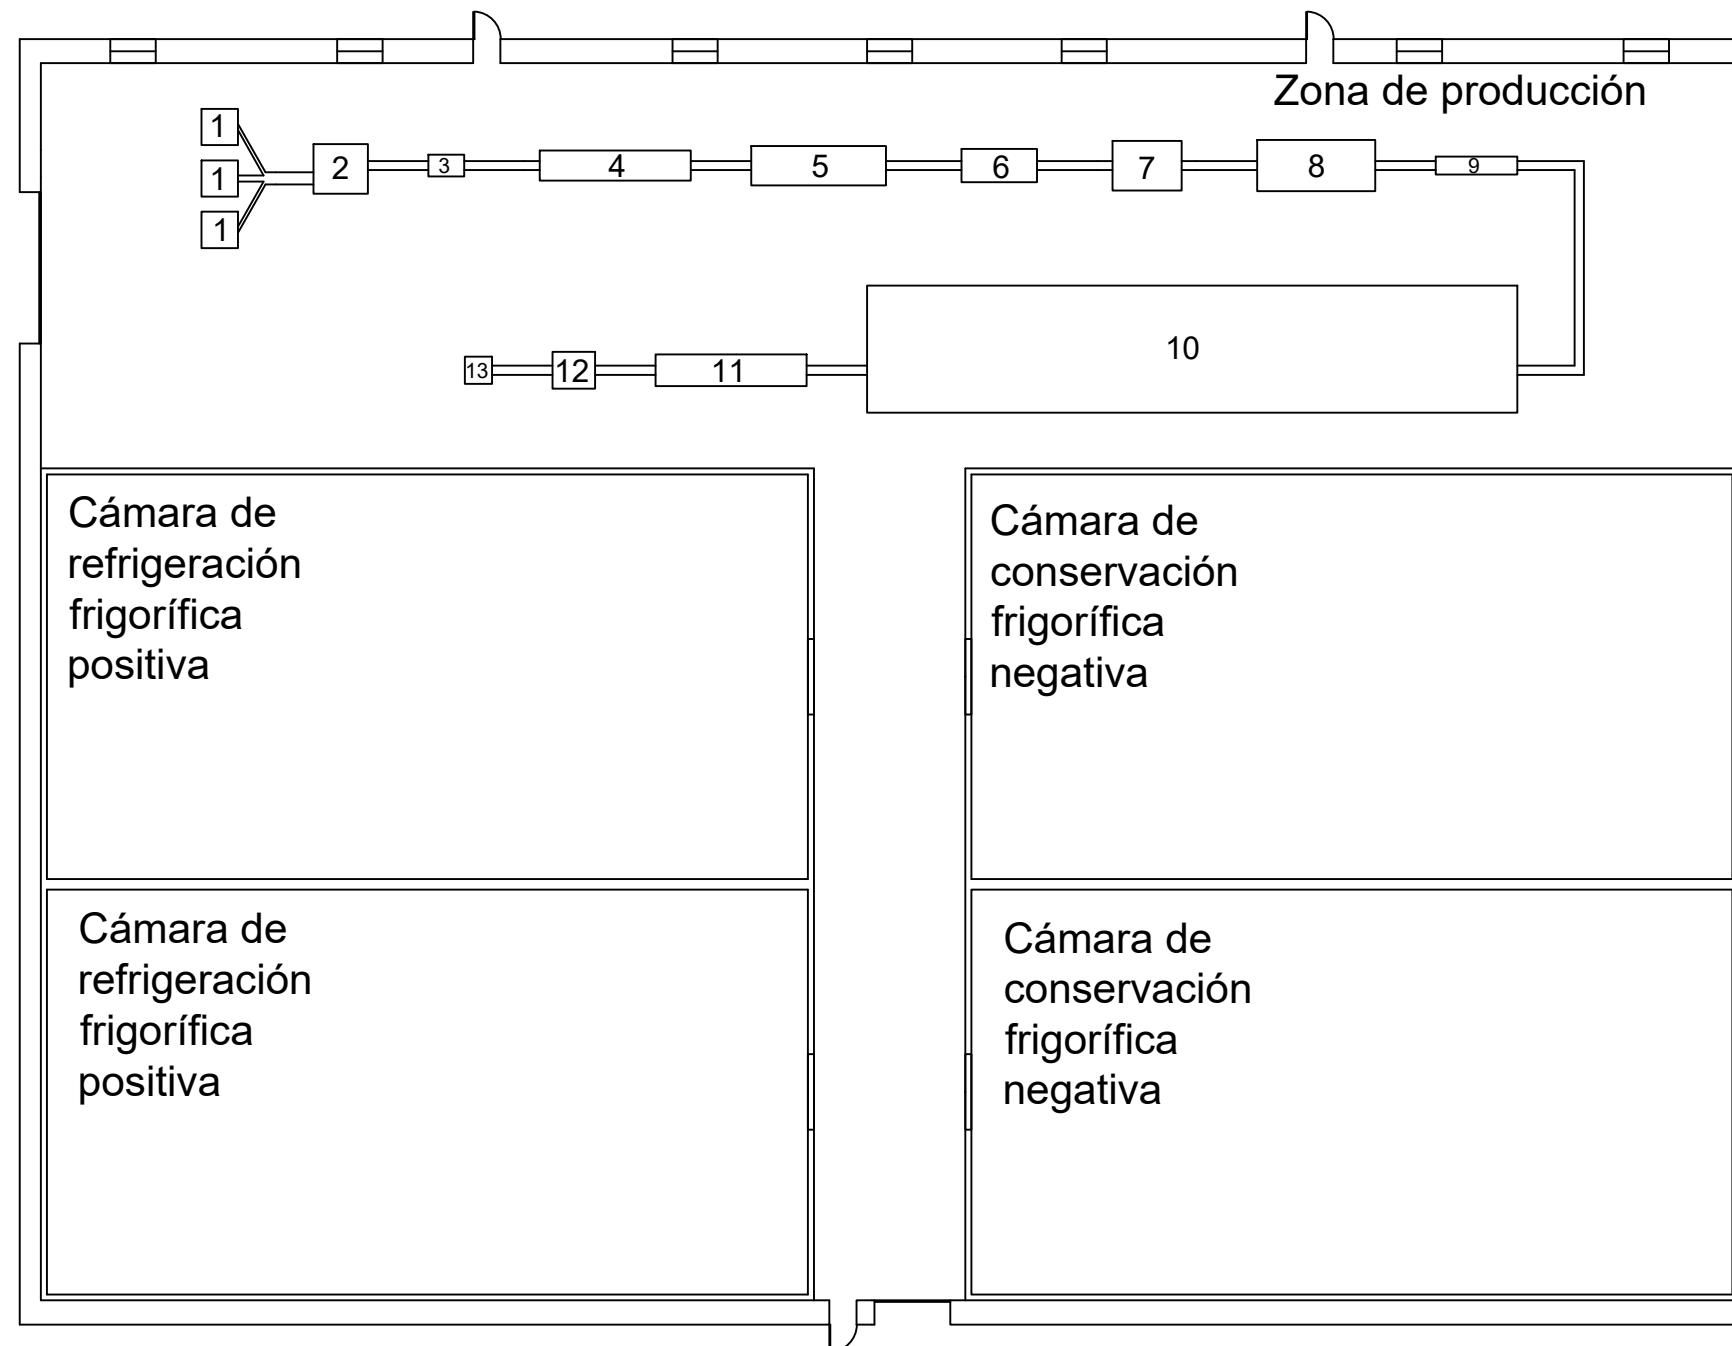 Zona de producción
1
1
1
2
3
4
5
6
7
8
9
10
13
12
11
Cámara de
refrigeración
frigorífica
positiva
Cámara de
conservación
frigorífica
negativa
Cámara de
refrigeración
frigorífica
positiva
Cámara de
conservación
frigorífica
negativa